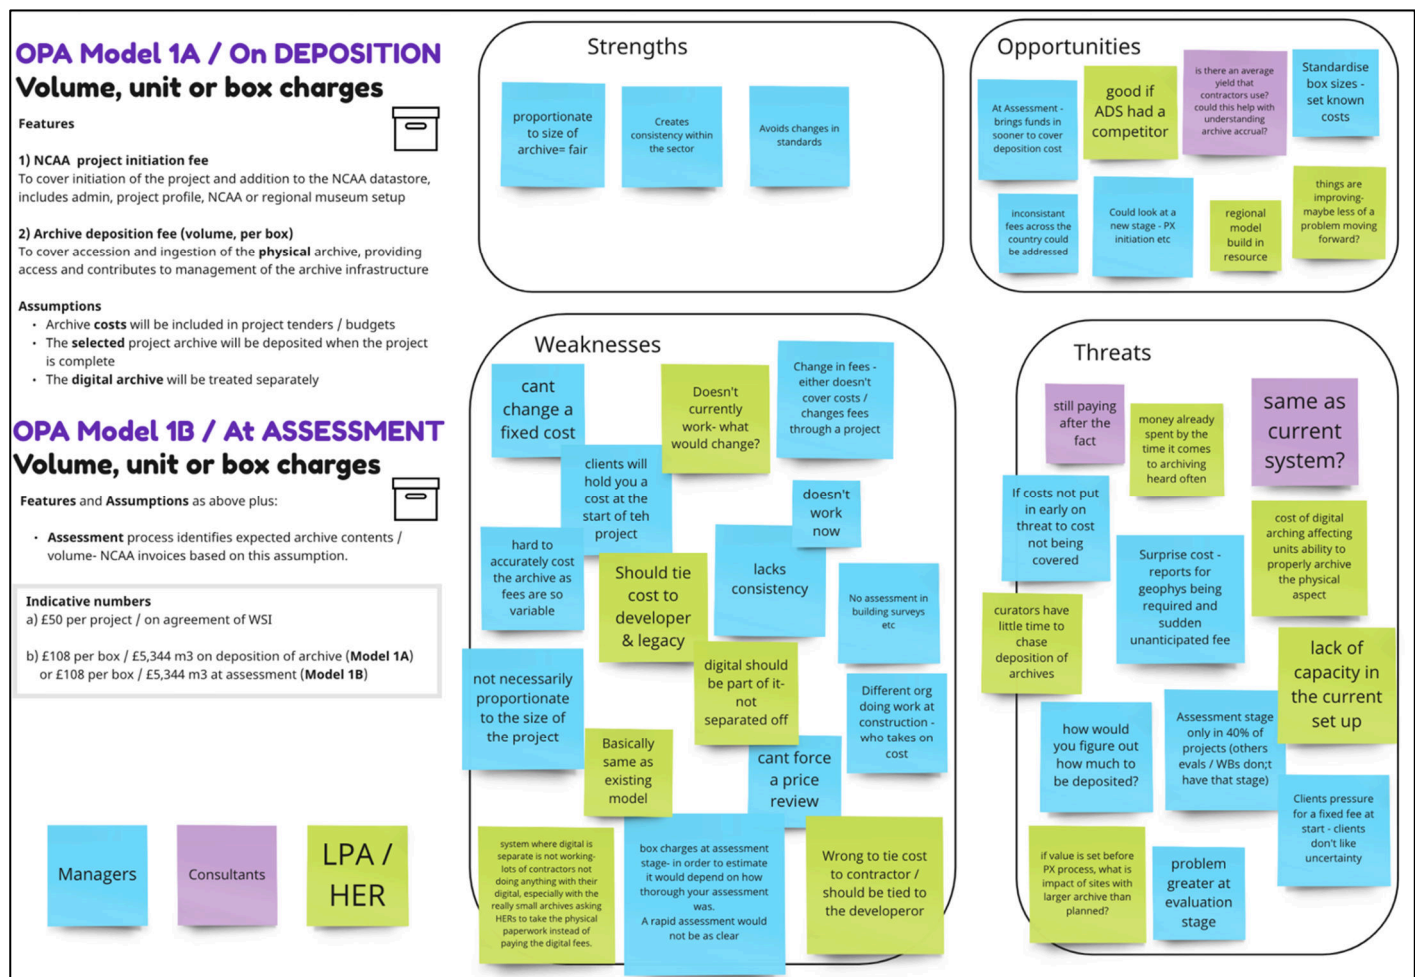 OPA Model 1A / On DEPOSITION
Volume, unit or box charges
Features
1) NCAA project initiation fee
To cover initiation of the project and addition to the NCAA datastore,
includes admin, project profile, NCAA or regional museum setup
2) Archive deposition fee (volume, per box)
To cover accession and ingestion of the physical archive, providing
access and contributes to management of the archive infrastructure
Assumptions
• Archive costs will be included in project tenders / budgets
• The selected project archive will be deposited when the project
is complete
• The digital archive will be treated separately
OPA Model 1B / At ASSESSMENT
Volume, unit or box charges
Features and Assumptions as above plus:
• Assessment process identifies expected archive contents /
volume- NCAA invoices based on this assumption.
Indicative numbers
a) £50 per project / on agreement of WSI
b) £108 per box / £5,344 m3 on deposition of archive (Model 1A)
or £108 per box / £5,344 m3 at assessment (Model 1B)
Managers
Consultants
LPA /
HER
Strengths
proportionate
to size of
archive= fair
Creates
consistency within
the sector
Avoids changes in
standards
Opportunities
At Assessment -
brings funds in
sooner to cover
deposition cost
good if
ADS had a
competitor
is there an average
yield that
contractors use?
could this help with
understanding
archive accrual?
Standardise
box sizes -
set known
costs
inconsistant
fees across the
country could
be addressed
Could look at a
new stage - PX
initiation etc
regional
model
build in
resource
things are
improving-
maybe less of a
problem moving
forward?
Weaknesses
cant
change a
fixed cost
Doesn't
currently
work- what
would change?
Change in fees -
either doesn't
cover costs /
changes fees
through a project
clients will
hold you a
cost at the
start of teh
project
doesn't
work
now
hard to
accurately cost
the archive as
fees are so
variable
Should tie
cost to
developer
& legacy
lacks
consistency
No assessment in
building surveys
etc
not necessarily
proportionate
to the size of
the project
digital should
be part of it-
not
separated off
Different org
doing work at
construction -
who takes on
cost
Basically
same as
existing
model
cant force
a price
review
system where digital is
separate is not working-
lots of contractors not
doing anything with their
digital, especially with the
really small archives asking
HERs to take the physical
paperwork instead of
paying the digital fees.
box charges at assessment
stage- in order to estimate
it would depend on how
thorough your assessment
was.
A rapid assessment would
not be as clear
Wrong to tie cost
to contractor /
should be tied to
the developeror
Threats
still paying
after the
fact
money already
spent by the
time it comes
to archiving
heard often
same as
current
system?
If costs not put
in early on
threat to cost
not being
covered
Surprise cost -
reports for
geophys being
required and
sudden
unanticipated fee
cost of digital
arching affecting
units ability to
properly archive
the physical
aspect
curators have
little time to
chase
deposition of
archives
lack of
capacity in
the current
set up
how would
you figure out
how much to
be deposited?
Assessment stage
only in 40% of
projects (others
evals / WBs don;t
have that stage)
Clients pressure
for a fixed fee at
start - clients
don't like
uncertainty
if value is set before
PX process, what is
impact of sites with
larger archive than
planned?
problem
greater at
evaluation
stage